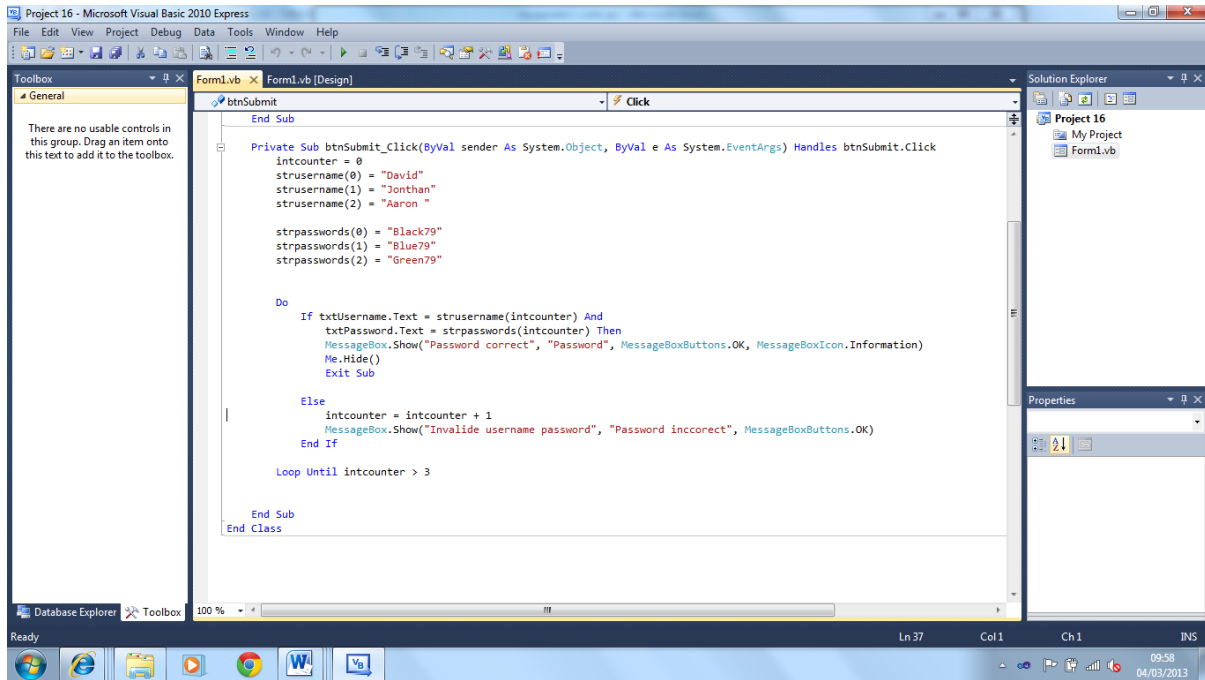 Project 16 - Microsoft Visual Basic 2010 Express
File Edit View Project Debug Data Tools Window Help
Toolbox
General
There are no usable controls in
this group. Drag an item onto
this text to add it to the toolbox.
Database Explorer Toolbox
Form1.vb Form1.vb [Design]
btnSubmit Click
End Sub
Private Sub btnSubmit_Click(ByVal sender As System.Object, ByVal e As System.EventArgs) Handles btnSubmit.Click
intcounter = 0
strusername(0) = "David"
strusername(1) = "Jonthan"
strusername(2) = "Aaron "
strpasswords(0) = "Black79"
strpasswords(1) = "Blue79"
strpasswords(2) = "Green79"
Do
If txtUsername.Text = strusername(intcounter) And
txtPassword.Text = strpasswords(intcounter) Then
MessageBox.Show("Password correct", "Password", MessageBoxButtons.OK, MessageBoxIcon.Information)
Me.Hide()
Exit Sub
Else
intcounter = intcounter + 1
MessageBox.Show("Invalide username password", "Password inccorect", MessageBoxButtons.OK)
End If
Loop Until intcounter > 3
End Sub
End Class
100 %
Solution Explorer
Project 16
My Project
Form1.vb
Properties
Ready Ln 37 Col 1 Ch 1 INS
09:58
04/03/2013